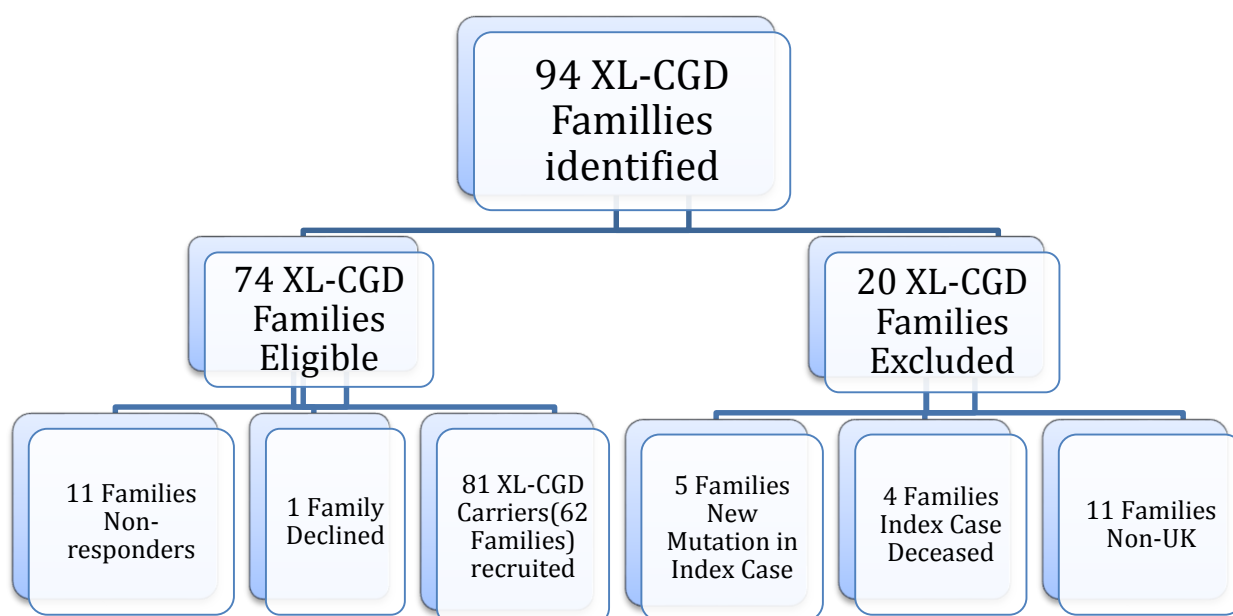 94 XL-CGD
Famillies
identified
74 XL-CGD
Families
Eligible
20 XL-CGD
Families
Excluded
11 Families
Non-
responders
1 Family
Declined
81 XL-CGD
Carriers(62
Families)
recruited
5 Families
New
Mutation in
Index Case
4 Families
Index Case
Deceased
11 Families
Non-UK